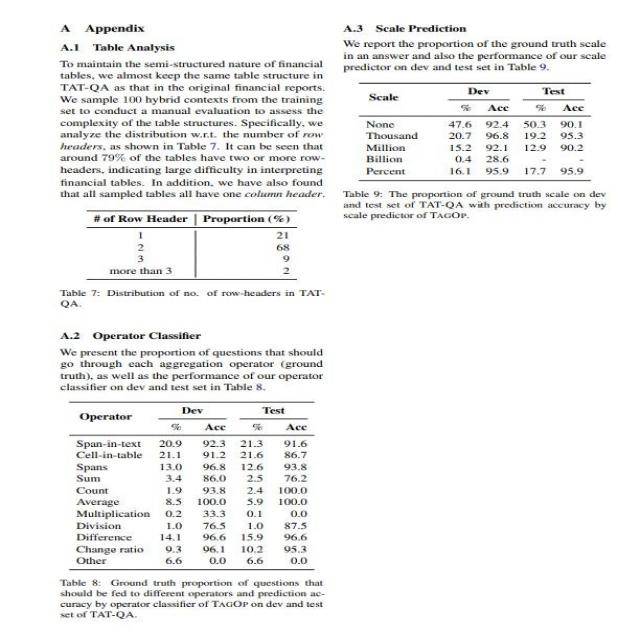 A Appendix
A.1 Table Analysis
To maintain the semi-structured nature of financial
tables, we almost keep the same table structure in
TAT-QA as that in the original financial reports.
We sample 100 hybrid contexts from the training
set to conduct a manual evaluation to assess the
complexity of the table structures. Specifically, we
analyze the distribution w.r.t. the number of row
headers, as shown in Table 7. It can be seen that
around 79% of the tables have two or more row-
headers, indicating large difficulty in interpreting
financial tables. In addition, we have also found
that all sampled tables all have one column header.
# of Row Header Proportion (%)
1 21
2 68
3 9
more than 3 2
Table 7: Distribution of no. of row-headers in TAT-
QA.
A.2 Operator Classifier
We present the proportion of questions that should
go through each aggregation operator (ground
truth), as well as the performance of our operator
classifier on dev and test set in Table 8.
Operator Dev Test
% Acc % Acc
Span-in-text 20.9 92.3 21.3 91.6
Cell-in-table 21.1 91.2 21.6 86.7
Spans 13.0 96.8 12.6 93.8
Sum 3.4 86.0 2.5 76.2
Count 1.9 93.8 2.4 100.0
Average 8.5 100.0 5.9 100.0
Multiplication 0.2 33.3 0.1 0.0
Division 1.0 76.5 1.0 87.5
Difference 14.1 96.6 15.9 96.6
Change ratio 9.3 96.1 10.2 95.3
Other 6.6 0.0 6.6 0.0
Table 8: Ground truth proportion of questions that
should be fed to different operators and prediction ac-
curacy by operator classifier of TAGOP on dev and test
set of TAT-QA.
A.3 Scale Prediction
We report the proportion of the ground truth scale
in an answer and also the performance of our scale
predictor on dev and test set in Table 9.
Scale Dev Test
% Acc % Acc
None 47.6 92.4 50.3 90.1
Thousand 20.7 96.8 19.2 95.3
Million 15.2 92.1 12.9 90.2
Billion 0.4 28.6 - -
Percent 16.1 95.9 17.7 95.9
Table 9: The proportion of ground truth scale on dev
and test set of TAT-QA with prediction accuracy by
scale predictor of TAGOP.